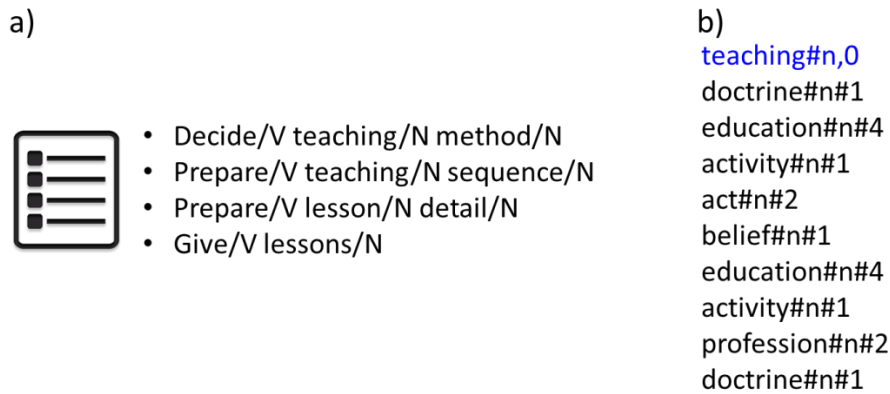 a)
• Decide/V teaching/N method/N
• Prepare/V teaching/N sequence/N
• Prepare/V lesson/N detail/N
• Give/V lessons/N
b)
teaching#n,0
doctrine#n#1
education#n#4
activity#n#1
act#n#2
belief#n#1
education#n#4
activity#n#1
profession#n#2
doctrine#n#1